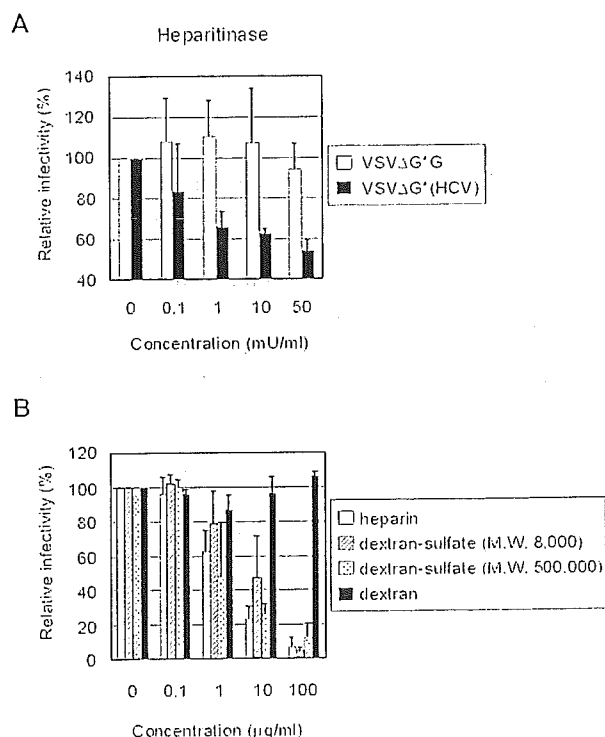 A
Heparitinase
Relative infectivity (%)
140
120
100
80
60
40
0 0.1 1 10 50
Concentration (mU/ml)
VSVΔG*G
VSVΔG*(HCV)
B
Relative infectivity (%)
120
100
80
60
40
20
0
0 0.1 1 10 100
Concentration (μg/ml)
heparin
dextran-sulfate (M.W. 8,000)
dextran-sulfate (M.W. 500,000)
dextran